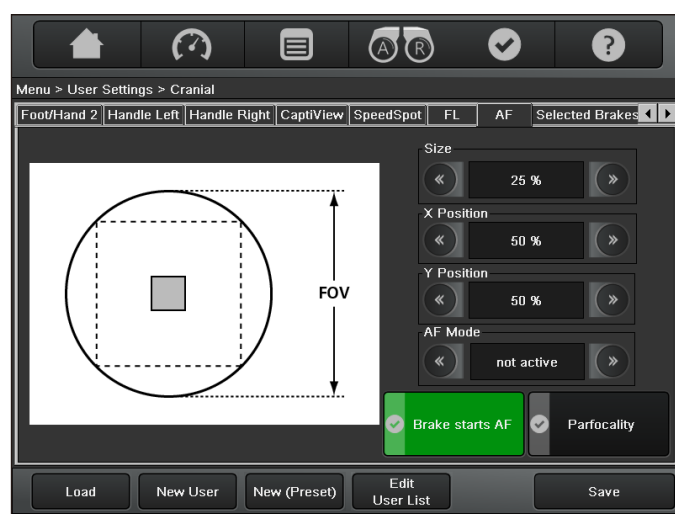 A R ?
Menu > User Settings > Cranial
Foot/Hand 2 Handle Left Handle Right CaptiView SpeedSpot FL AF Selected Brakes
Size
25 %
X Position
50 %
Y Position
50 %
AF Mode
not active
FOV
Brake starts AF
Parfocality
Load
New User
New (Preset)
Edit
User List
Save